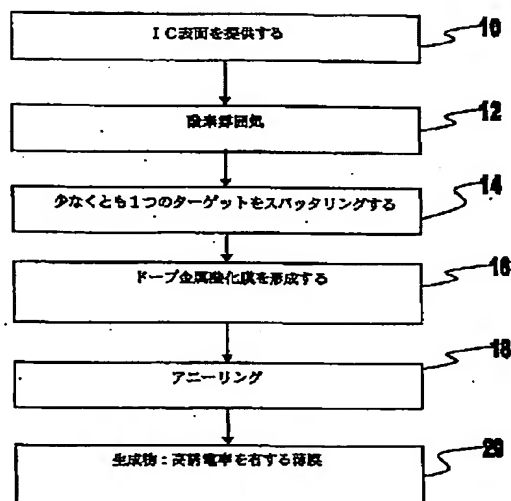 IC表面を提供する
10
酸素雰囲気
12
少なくとも1つのターゲットをスパッタリングする
14
ドープ金属酸化膜を形成する
16
アニーリング
18
生成物:高誘電率を有する薄膜
20